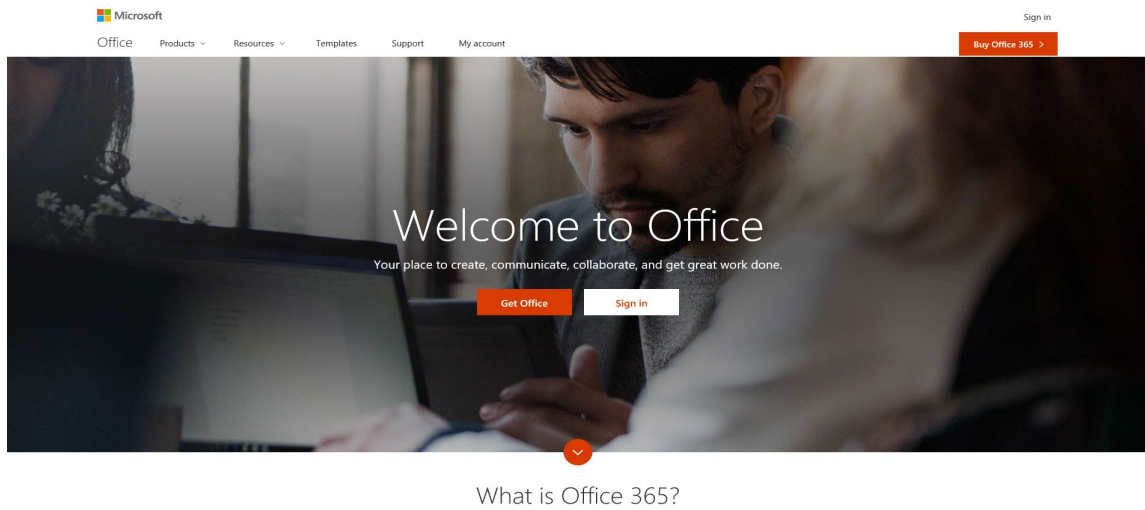 Microsoft
Sign in
Office Products Resources Templates Support My account
Buy Office 365
Welcome to Office
Your place to create, communicate, collaborate, and get great work done.
Get Office Sign in
What is Office 365?